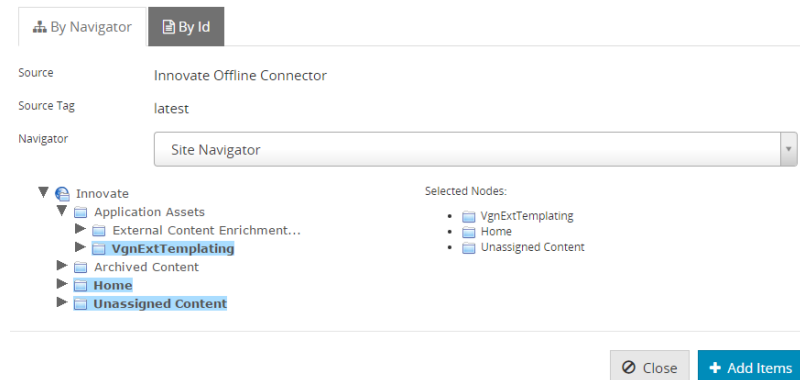 By Navigator
By Id
Source
Innovate Offline Connector
Source Tag
latest
Navigator
Site Navigator
Innovate
Application Assets
External Content Enrichment...
VgnExtTemplating
Archived Content
Home
Unassigned Content
Selected Nodes:
VgnExtTemplating
Home
Unassigned Content
Close
Add Items